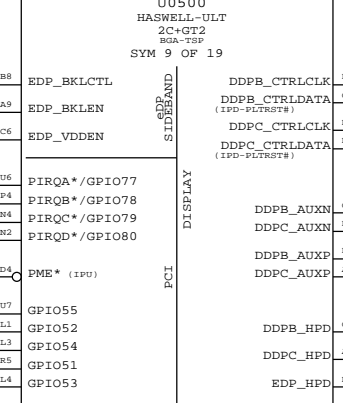 U0500
HASWELL-ULT
2C+GT2
BGA-TSP
SYM 9 OF 19
B8 EDP_BKLCTL
A9 EDP_BKLEN
C6 EDP_VDDEN
eDP SIDEBAND
DDPB_CTRLCLK
DDPB_CTRLDATA
(IPD-PLTRST#)
DDPC_CTRLCLK
DDPC_CTRLDATA
(IPD-PLTRST#)
U6 PIRQA*/GPIO77
P4 PIRQB*/GPIO78
N4 PIRQC*/GPIO79
N2 PIRQD*/GPIO80
D4 PME* (IPU)
DISPLAY
PCI
DDPB_AUXN
DDPC_AUXN
DDPB_AUXP
DDPC_AUXP
U7 GPIO55
L1 GPIO52
L3 GPIO54
R5 GPIO51
L4 GPIO53
DDPB_HPD
DDPC_HPD
EDP_HPD